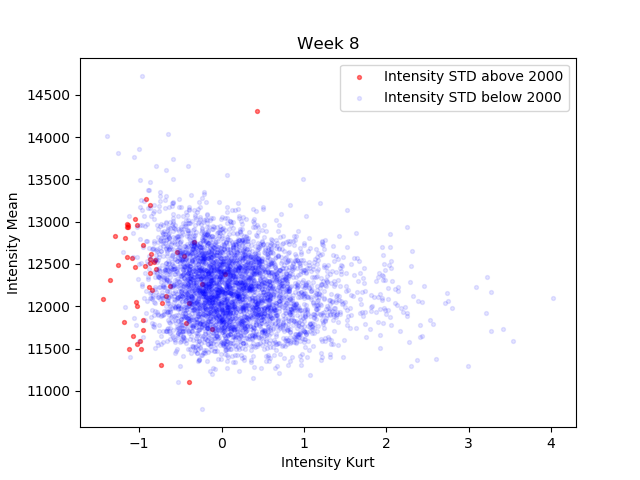 Week 8
Intensity STD above 2000
Intensity STD below 2000
14500
14000
13500
13000
12500
12000
11500
11000
Intensity Mean
−1
0
1
2
3
4
Intensity Kurt